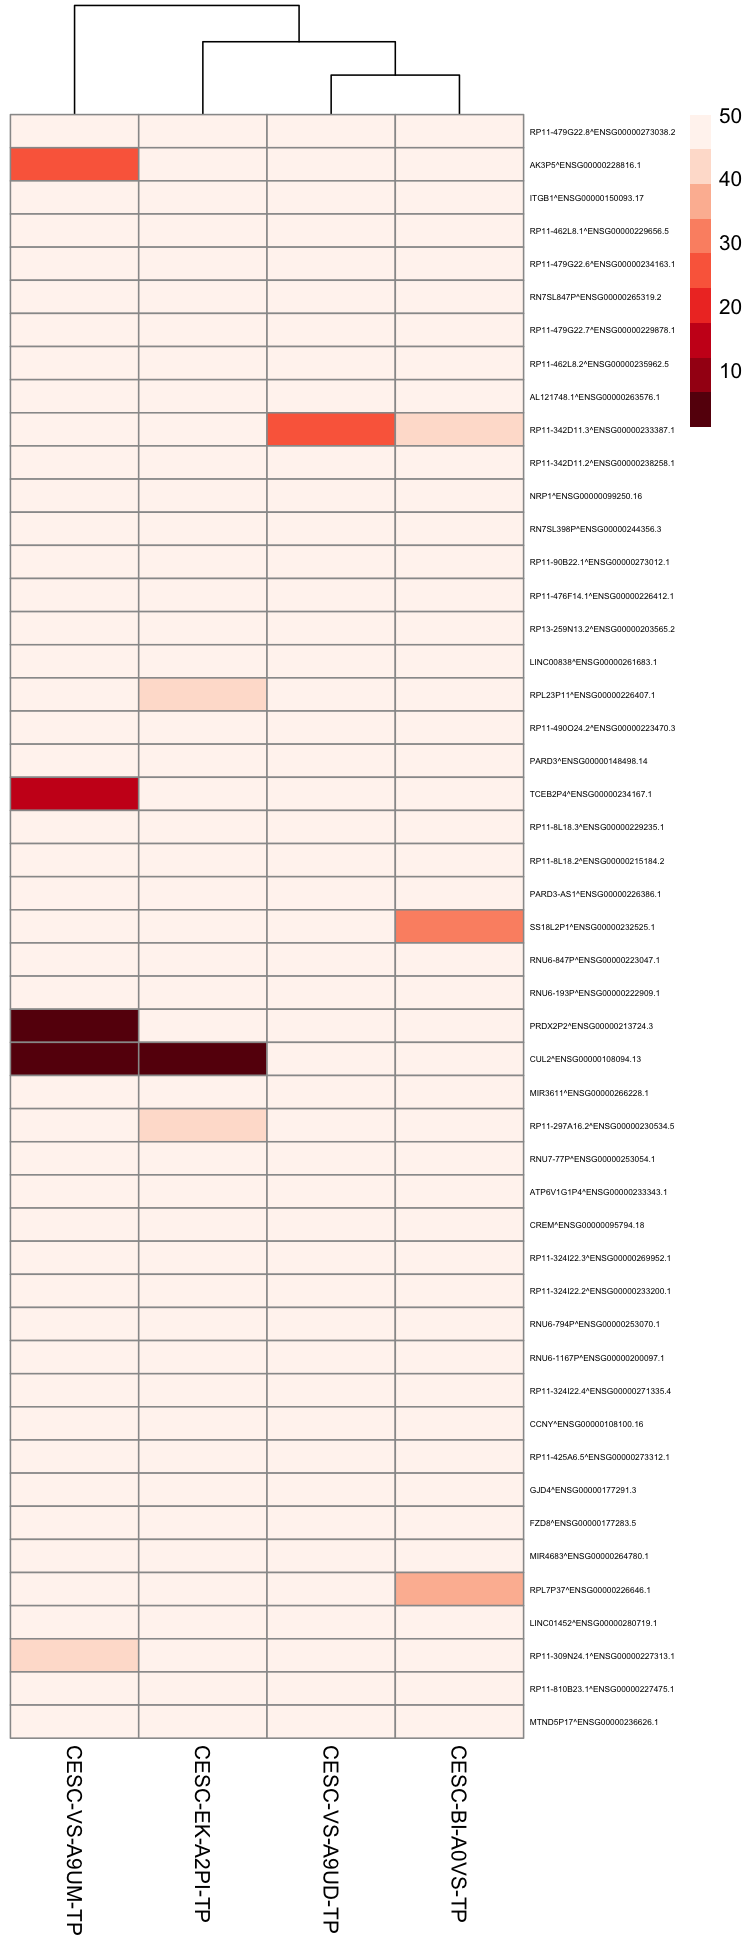 50
40
30
20
10
RP11-479G22.8^ENSG00000273038.2
AK3P5^ENSG00000228816.1
ITGB1^ENSG00000150093.17
RP11-462L8.1^ENSG00000229656.5
RP11-479G22.6^ENSG00000234163.1
RN7SL847P^ENSG00000265319.2
RP11-479G22.7^ENSG00000229878.1
RP11-462L8.2^ENSG00000235962.5
AL121748.1^ENSG00000263576.1
RP11-342D11.3^ENSG00000233387.1
RP11-342D11.2^ENSG00000238258.1
NRP1^ENSG00000099250.16
RN7SL398P^ENSG00000244356.3
RP11-90B22.1^ENSG00000273012.1
RP11-476F14.1^ENSG00000226412.1
RP13-259N13.2^ENSG00000203565.2
LINC00838^ENSG00000261683.1
RPL23P11^ENSG00000226407.1
RP11-490O24.2^ENSG00000223470.3
PARD3^ENSG00000148498.14
TCEB2P4^ENSG00000234167.1
RP11-8L18.3^ENSG00000229235.1
RP11-8L18.2^ENSG00000215184.2
PARD3-AS1^ENSG00000226386.1
SS18L2P1^ENSG00000232525.1
RNU6-847P^ENSG00000223047.1
RNU6-193P^ENSG00000222909.1
PRDX2P2^ENSG00000213724.3
CUL2^ENSG00000108094.13
MIR3611^ENSG00000266228.1
RP11-297A16.2^ENSG00000230534.5
RNU7-77P^ENSG00000253054.1
ATP6V1G1P4^ENSG00000233343.1
CREM^ENSG00000095794.18
RP11-324I22.3^ENSG00000269952.1
RP11-324I22.2^ENSG00000233200.1
RNU6-794P^ENSG00000253070.1
RNU6-1167P^ENSG00000200097.1
RP11-324I22.4^ENSG00000271335.4
CCNY^ENSG00000108100.16
RP11-425A6.5^ENSG00000273312.1
GJD4^ENSG00000177291.3
FZD8^ENSG00000177283.5
MIR4683^ENSG00000264780.1
RPL7P37^ENSG00000226646.1
LINC01452^ENSG00000280719.1
RP11-309N24.1^ENSG00000227313.1
RP11-810B23.1^ENSG00000227475.1
MTND5P17^ENSG00000236626.1
CESC-VS-A9UM-TP
CESC-EK-A2PI-TP
CESC-VS-A9UD-TP
CESC-BI-A0VS-TP